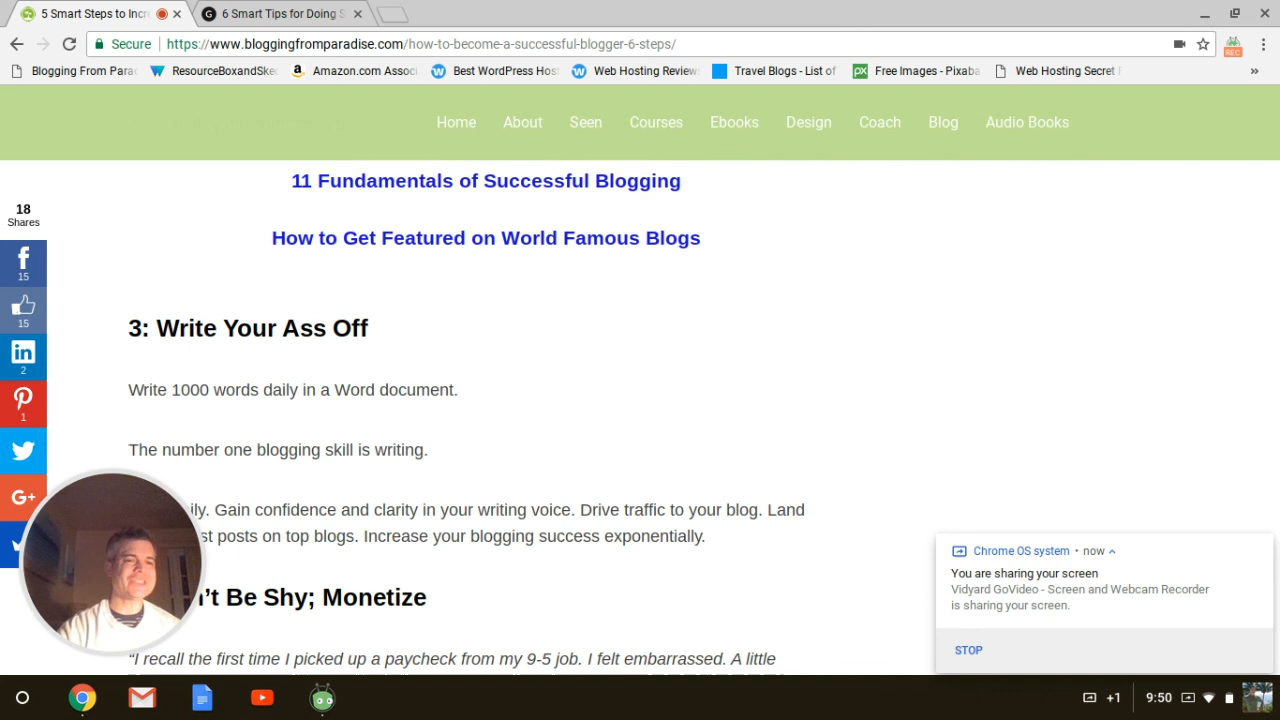 5 Smart Steps to Incr
6 Smart Tips for Doing S
Secure
https://www.bloggingfromparadise.com/how-to-become-a-successful-blogger-6-steps/
REC
Blogging From Parad
ResourceBoxandSke
Amazon.com Associ
Best WordPress Hos
Web Hosting Review
Travel Blogs - List of
Free Images - Pixaba
Web Hosting Secret
Home
About
Seen
Courses
Ebooks
Design
Coach
Blog
Audio Books
11 Fundamentals of Successful Blogging
18
Shares
How to Get Featured on World Famous Blogs
15
15
2
1
3: Write Your Ass Off
Write 1000 words daily in a Word document.
The number one blogging skill is writing.
ily. Gain confidence and clarity in your writing voice. Drive traffic to your blog. Land
st posts on top blogs. Increase your blogging success exponentially.
't Be Shy; Monetize
“I recall the first time I picked up a paycheck from my 9-5 job. I felt embarrassed. A little
Chrome OS system • now
You are sharing your screen
Vidyard GoVideo - Screen and Webcam Recorder
is sharing your screen.
STOP
+1
9:50